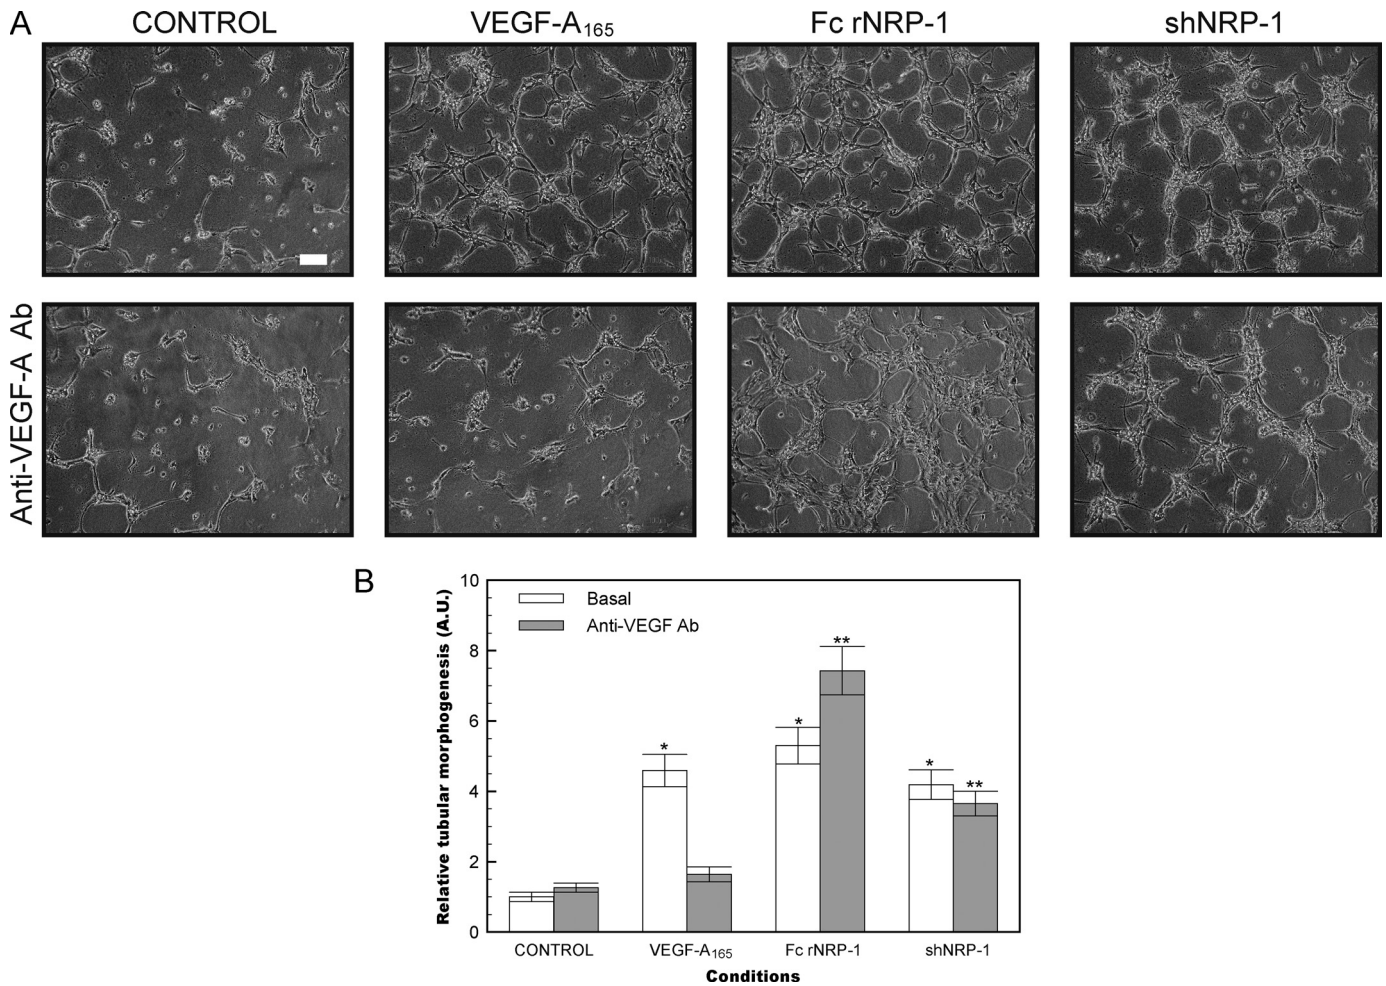 A
CONTROL
VEGF-A165
Fc rNRP-1
shNRP-1
Anti-VEGF-A Ab
B
Relative tubular morphogenesis (A.U.)
10
8
6
4
2
0
Basal
Anti-VEGF Ab
*
*
**
*
**
CONTROL
VEGF-A165
Fc rNRP-1
shNRP-1
Conditions